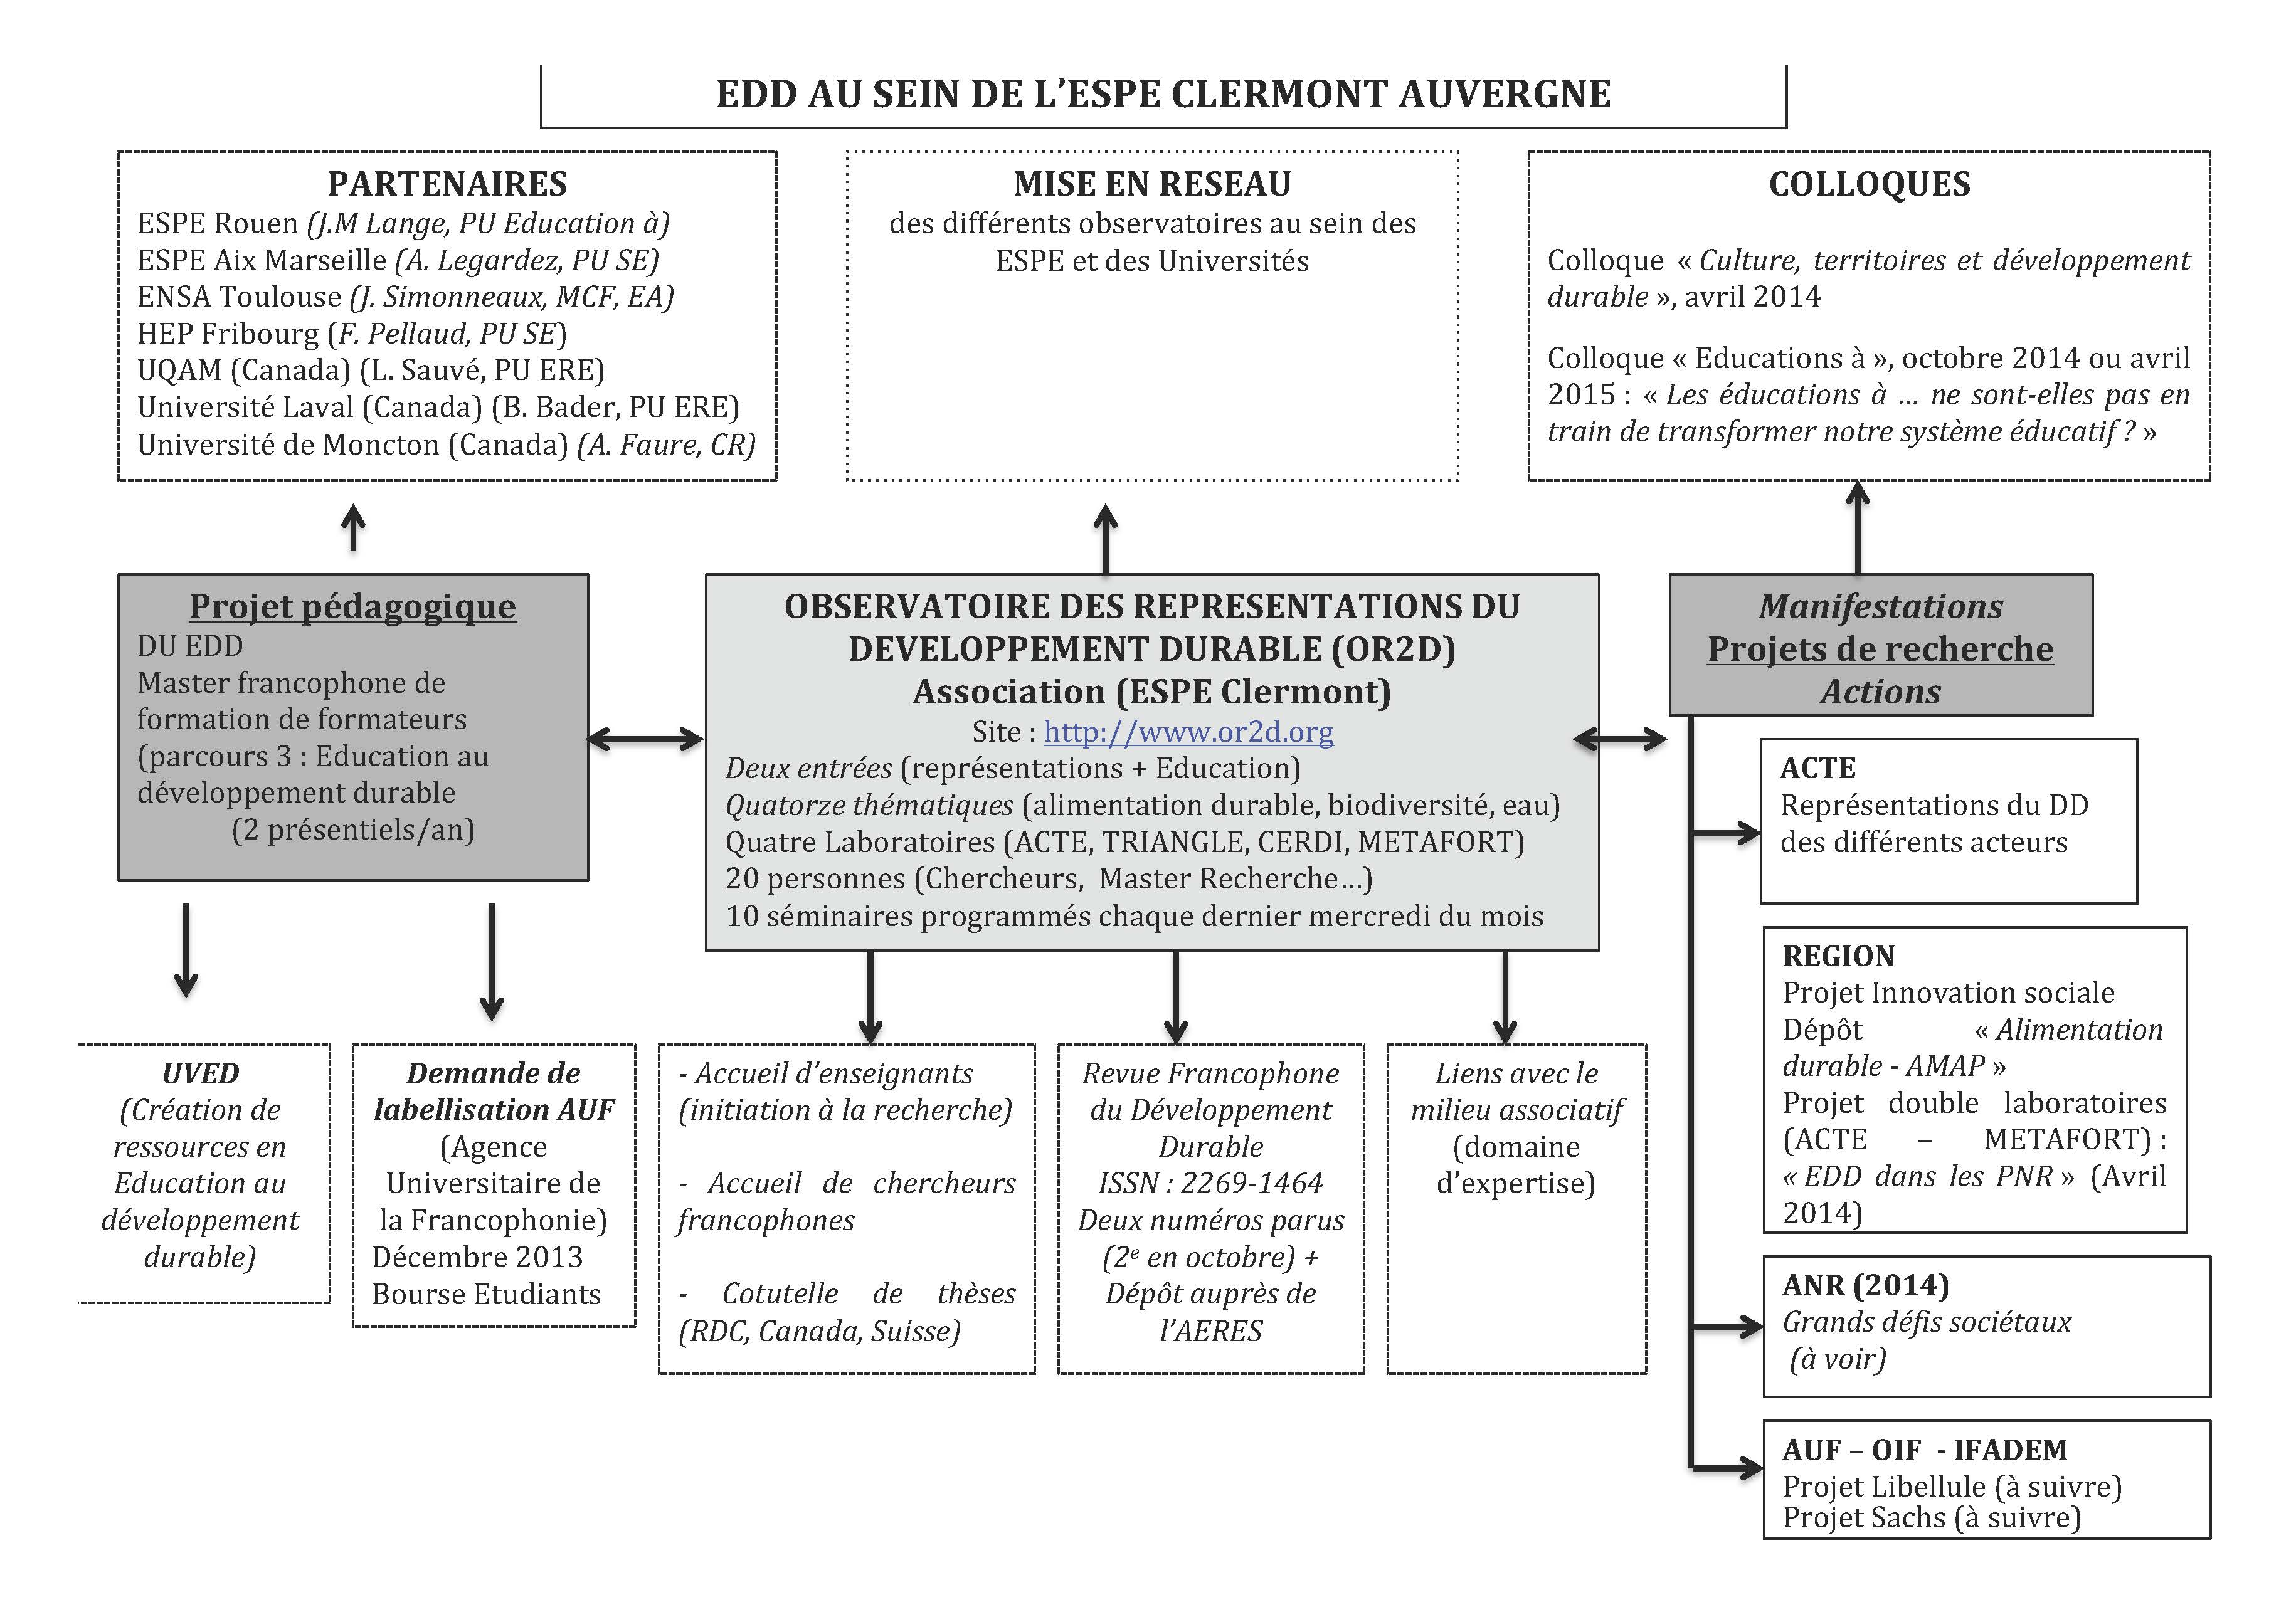 EDD AU SEIN DE L’ESPE CLERMONT AUVERGNE
PARTENAIRES
ESPE Rouen (J.M Lange, PU Education à)
ESPE Aix Marseille (A. Legardez, PU SE)
ENSA Toulouse (J. Simonneaux, MCF, EA)
HEP Fribourg (F. Pellaud, PU SE)
UQAM (Canada) (L. Sauvé, PU ERE)
Université Laval (Canada) (B. Bader, PU ERE)
Université de Moncton (Canada) (A. Faure, CR)
MISE EN RESEAU
des différents observatoires au sein des
ESPE et des Universités
COLLOQUES
Colloque « Culture, territoires et développement
durable », avril 2014
Colloque « Educations à », octobre 2014 ou avril
2015 : « Les éducations à … ne sont-elles pas en
train de transformer notre système éducatif ? »
Projet pédagogique
DU EDD
Master francophone de
formation de formateurs
(parcours 3 : Education au
développement durable
(2 présentiels/an)
OBSERVATOIRE DES REPRESENTATIONS DU
DEVELOPPEMENT DURABLE (OR2D)
Association (ESPE Clermont)
Site : http://www.or2d.org
Deux entrées (représentations + Education)
Quatorze thématiques (alimentation durable, biodiversité, eau)
Quatre Laboratoires (ACTE, TRIANGLE, CERDI, METAFORT)
20 personnes (Chercheurs, Master Recherche…)
10 séminaires programmés chaque dernier mercredi du mois
Manifestations
Projets de recherche
Actions
ACTE
Représentations du DD
des différents acteurs
REGION
Projet Innovation sociale
Dépôt « Alimentation
durable - AMAP »
Projet double laboratoires
(ACTE – METAFORT) :
« EDD dans les PNR » (Avril
2014)
ANR (2014)
Grands défis sociétaux
(à voir)
AUF – OIF - IFADEM
Projet Libellule (à suivre)
Projet Sachs (à suivre)
UVED
(Création de
ressources en
Education au
développement
durable)
Demande de
labellisation AUF
(Agence
Universitaire de
la Francophonie)
Décembre 2013
Bourse Etudiants
- Accueil d’enseignants
(initiation à la recherche)
- Accueil de chercheurs
francophones
- Cotutelle de thèses
(RDC, Canada, Suisse)
Revue Francophone
du Développement
Durable
ISSN : 2269-1464
Deux numéros parus
(2e en octobre) +
Dépôt auprès de
l’AERES
Liens avec le
milieu associatif
(domaine
d’expertise)